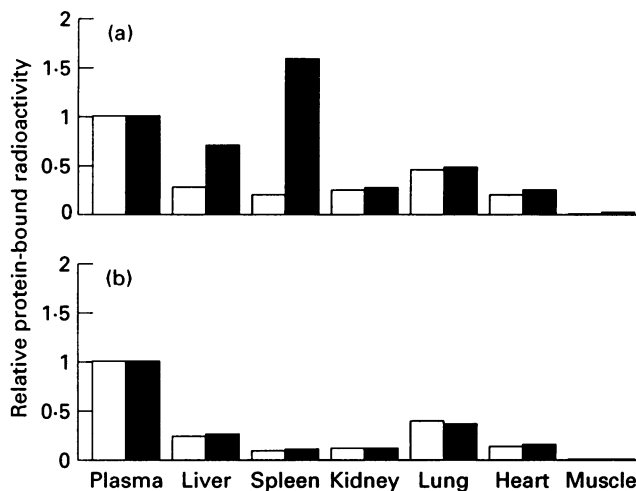 Relative protein-bound radioactivity
(a)
2
1·5
1
0·5
0
(b)
2
1·5
1
0·5
0
Plasma Liver Spleen Kidney Lung Heart Muscle